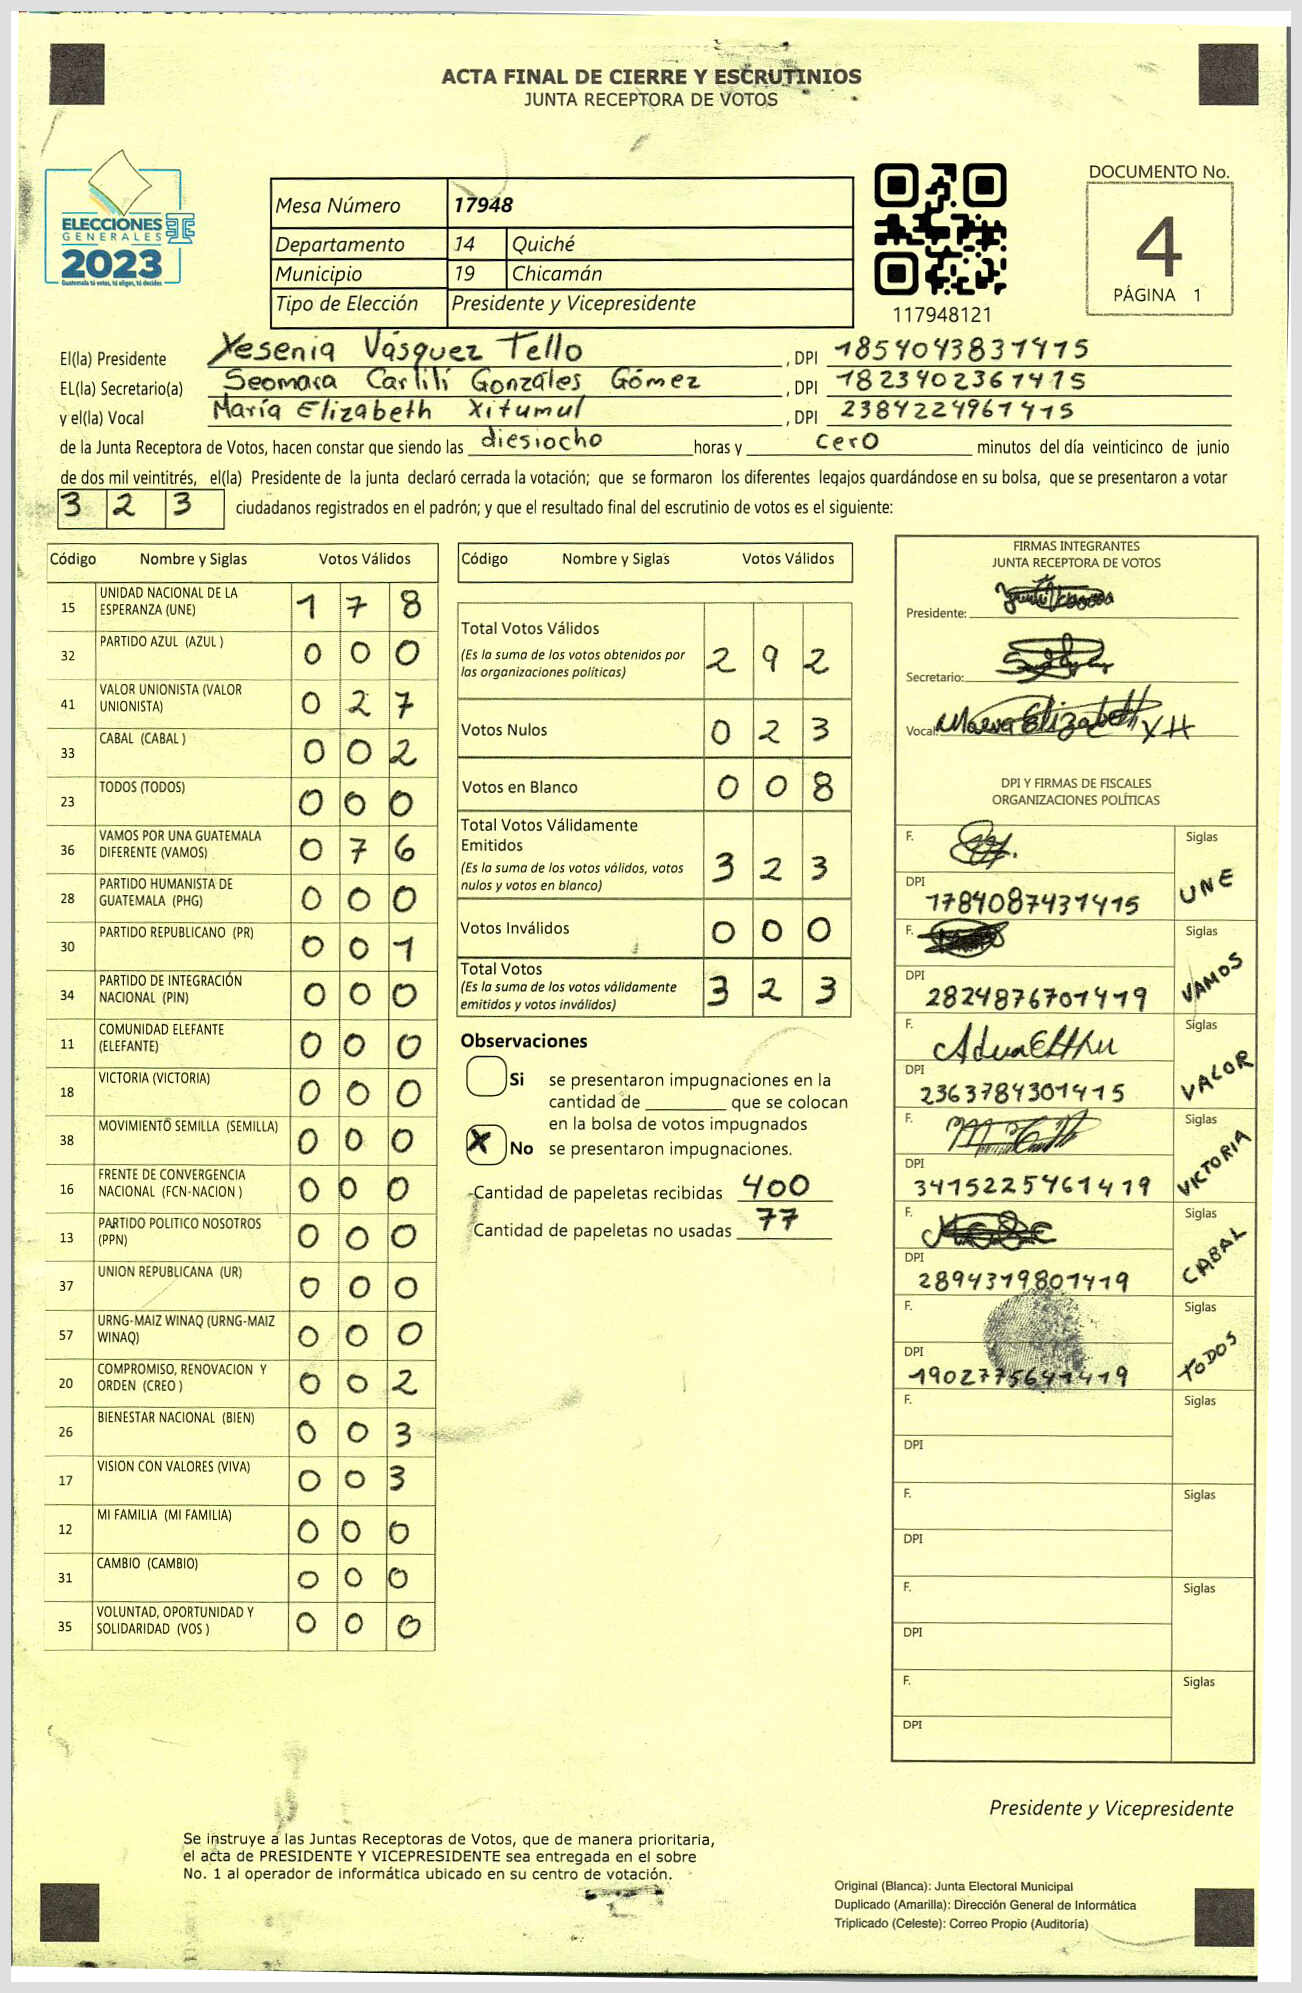 ACTA FINAL DE CIERRE Y ESCRUTINIOS
JUNTA RECEPTORA DE VOTOS
ELECCIONES
GENERALES
2023
Guatemala tú votas, tú eliges, tú decides
Mesa Número 17948
Departamento 14 Quiché
Municipio 19 Chicamán
Tipo de Elección Presidente y Vicepresidente
117948121
DOCUMENTO No.
4
PÁGINA 1
El(la) Presidente Yesenia Vásquez Tello , DPI 1854043831415
EL(la) Secretario(a) Seomara Carlilí Gonzáles Gómez , DPI 1823402361415
y el(la) Vocal María Elizabeth Xitumul , DPI 2384224961415
de la Junta Receptora de Votos, hacen constar que siendo las diesiocho horas y cero minutos del día veinticinco de junio
de dos mil veintitrés, el(la) Presidente de la junta declaró cerrada la votación; que se formaron los diferentes legajos guardándose en su bolsa, que se presentaron a votar
3 2 3 ciudadanos registrados en el padrón; y que el resultado final del escrutinio de votos es el siguiente:
Código Nombre y Siglas Votos Válidos
15 UNIDAD NACIONAL DE LA ESPERANZA (UNE) 1 7 8
32 PARTIDO AZUL (AZUL ) 0 0 0
41 VALOR UNIONISTA (VALOR UNIONISTA) 0 2 7
33 CABAL (CABAL ) 0 0 2
23 TODOS (TODOS) 0 0 0
36 VAMOS POR UNA GUATEMALA DIFERENTE (VAMOS) 0 7 6
28 PARTIDO HUMANISTA DE GUATEMALA (PHG) 0 0 0
30 PARTIDO REPUBLICANO (PR) 0 0 1
34 PARTIDO DE INTEGRACIÓN NACIONAL (PIN) 0 0 0
11 COMUNIDAD ELEFANTE (ELEFANTE) 0 0 0
18 VICTORIA (VICTORIA) 0 0 0
38 MOVIMIENTO SEMILLA (SEMILLA) 0 0 0
16 FRENTE DE CONVERGENCIA NACIONAL (FCN-NACION ) 0 0 0
13 PARTIDO POLITICO NOSOTROS (PPN) 0 0 0
37 UNION REPUBLICANA (UR) 0 0 0
57 URNG-MAIZ WINAQ (URNG-MAIZ WINAQ) 0 0 0
20 COMPROMISO, RENOVACION Y ORDEN (CREO ) 0 0 2
26 BIENESTAR NACIONAL (BIEN) 0 0 3
17 VISION CON VALORES (VIVA) 0 0 3
12 MI FAMILIA (MI FAMILIA) 0 0 0
31 CAMBIO (CAMBIO) 0 0 0
35 VOLUNTAD, OPORTUNIDAD Y SOLIDARIDAD (VOS ) 0 0 0
Código Nombre y Siglas Votos Válidos
Total Votos Válidos
(Es la suma de los votos obtenidos por las organizaciones políticas) 2 9 2
Votos Nulos 0 2 3
Votos en Blanco 0 0 8
Total Votos Válidamente Emitidos
(Es la suma de los votos válidos, votos nulos y votos en blanco) 3 2 3
Votos Inválidos 0 0 0
Total Votos
(Es la suma de los votos válidamente emitidos y votos inválidos) 3 2 3
Observaciones
Si se presentaron impugnaciones en la
cantidad de ________ que se colocan
en la bolsa de votos impugnados
X No se presentaron impugnaciones.
Cantidad de papeletas recibidas 400
Cantidad de papeletas no usadas 77
FIRMAS INTEGRANTES
JUNTA RECEPTORA DE VOTOS
Presidente:
Secretario:
Vocal: María Elizabeth XH
DPI Y FIRMAS DE FISCALES
ORGANIZACIONES POLÍTICAS
F. Siglas UNE
DPI 1784087431415
F. Siglas VAMOS
DPI 2824876701419
F. Siglas VALOR
DPI 2363784301415
F. Siglas VICTORIA
DPI 3415225461419
F. Siglas CABAL
DPI 2894319801419
F. Siglas TODOS
DPI 1902775641419
F. Siglas
DPI
F. Siglas
DPI
F. Siglas
DPI
F. Siglas
DPI
Presidente y Vicepresidente
Se instruye a las Juntas Receptoras de Votos, que de manera prioritaria,
el acta de PRESIDENTE Y VICEPRESIDENTE sea entregada en el sobre
No. 1 al operador de informática ubicado en su centro de votación.
Original (Blanca): Junta Electoral Municipal
Duplicado (Amarilla): Dirección General de Informática
Triplicado (Celeste): Correo Propio (Auditoría)